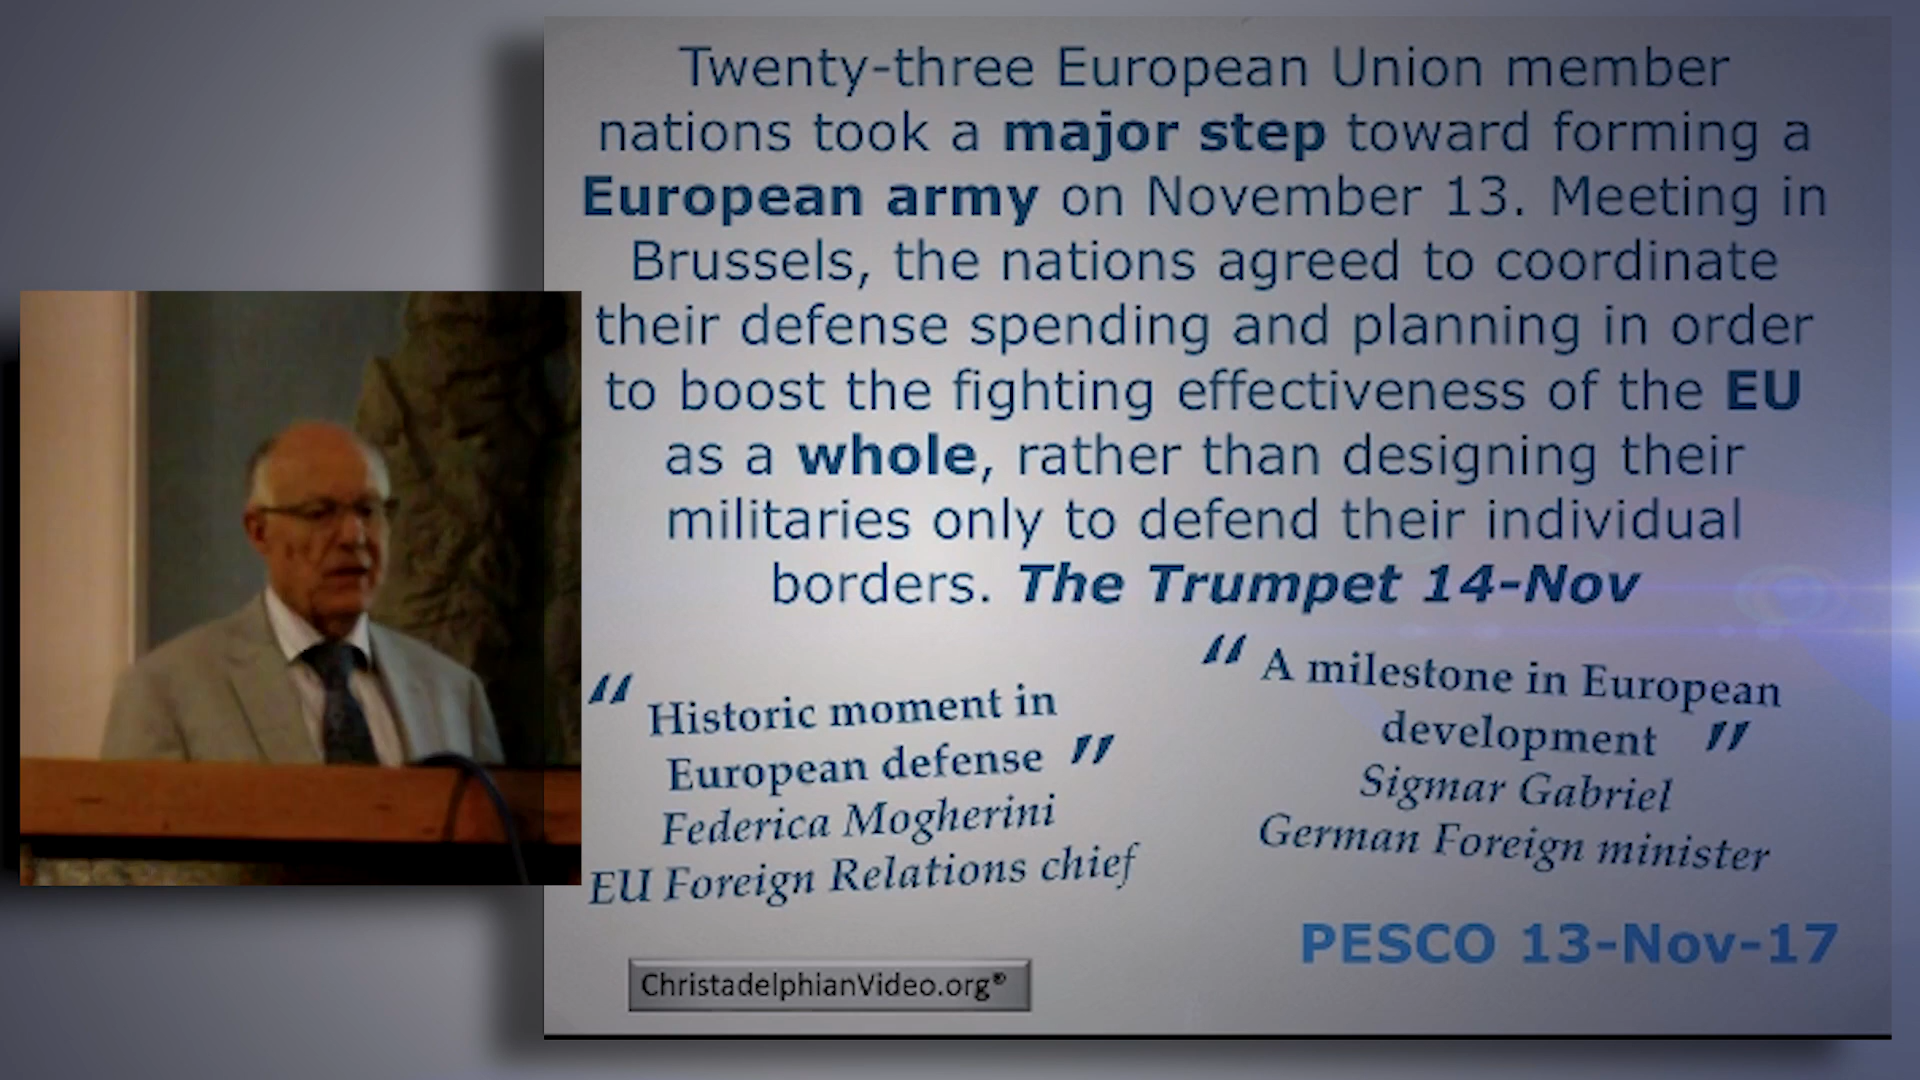 Twenty-three European Union member
nations took a major step toward forming a
European army on November 13. Meeting in
Brussels, the nations agreed to coordinate
their defense spending and planning in order
to boost the fighting effectiveness of the EU
as a whole, rather than designing their
militaries only to defend their individual
borders. The Trumpet 14-Nov
“ Historic moment in
European defense ”
Federica Mogherini
EU Foreign Relations chief
“ A milestone in European
development ”
Sigmar Gabriel
German Foreign minister
PESCO 13-Nov-17
ChristadelphianVideo.org®